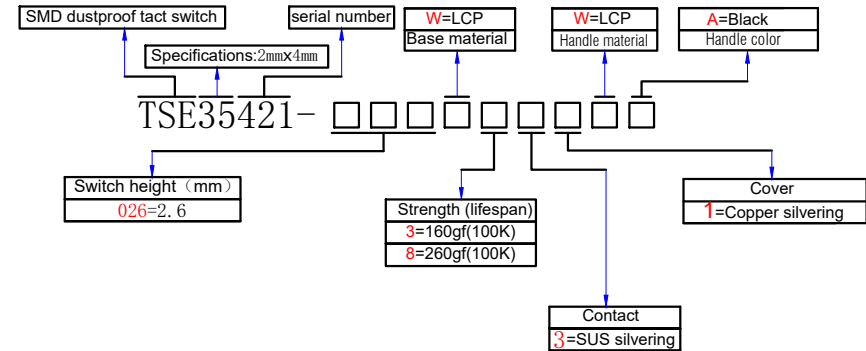 SMD dustproof tact switch
serial number
W=LCP
Base material
W=LCP
Handle material
A=Black
Handle color
Specifications:2mmx4mm
TSE35421-□□□□□□□□□
Switch height（mm）
026=2.6
Strength (lifespan)
3=160gf(100K)
8=260gf(100K)
Cover
1=Copper silvering
Contact
3=SUS silvering